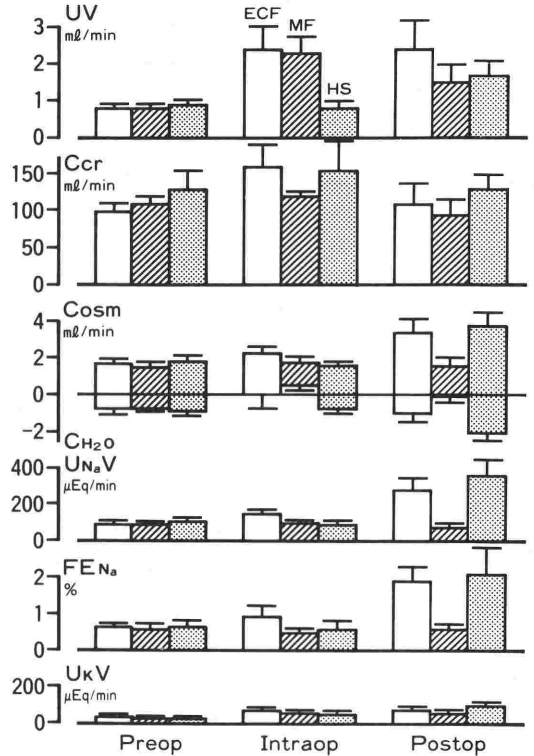 UV
mℓ/min
ECF MF HS
3
2
1
0
Ccr
mℓ/min
150
100
50
0
Cosm
mℓ/min
4
2
0
-2
CH₂O
UNaV
μEq/min
400
200
0
FENa
%
2
1
0
UKV
μEq/min
200
0
Preop Intraop Postop